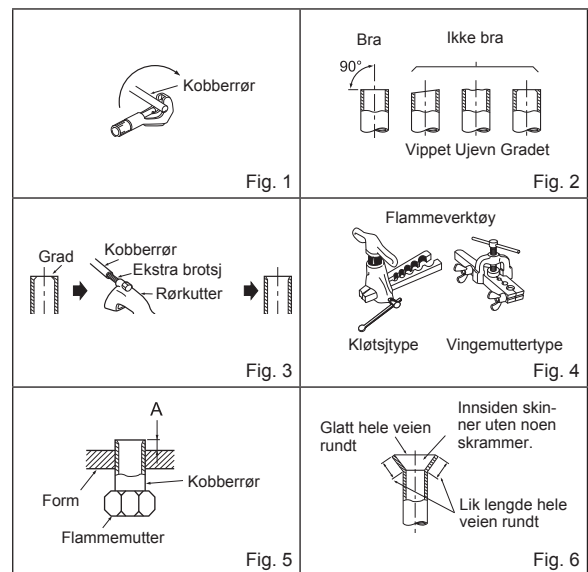 Kobberrør
Fig. 1
Bra
Ikke bra
90°
Vippet Ujevn Gradet
Fig. 2
Grad
Kobberrør
Ekstra brotsj
Rørkutter
Fig. 3
Flammeverktøy
Kløtsjtype
Vingemuttertype
Fig. 4
A
Kobberrør
Form
Flammemutter
Fig. 5
Glatt hele veien
rundt
Innsiden skin-
ner uten noen
skrammer.
Lik lengde hele
veien rundt
Fig. 6